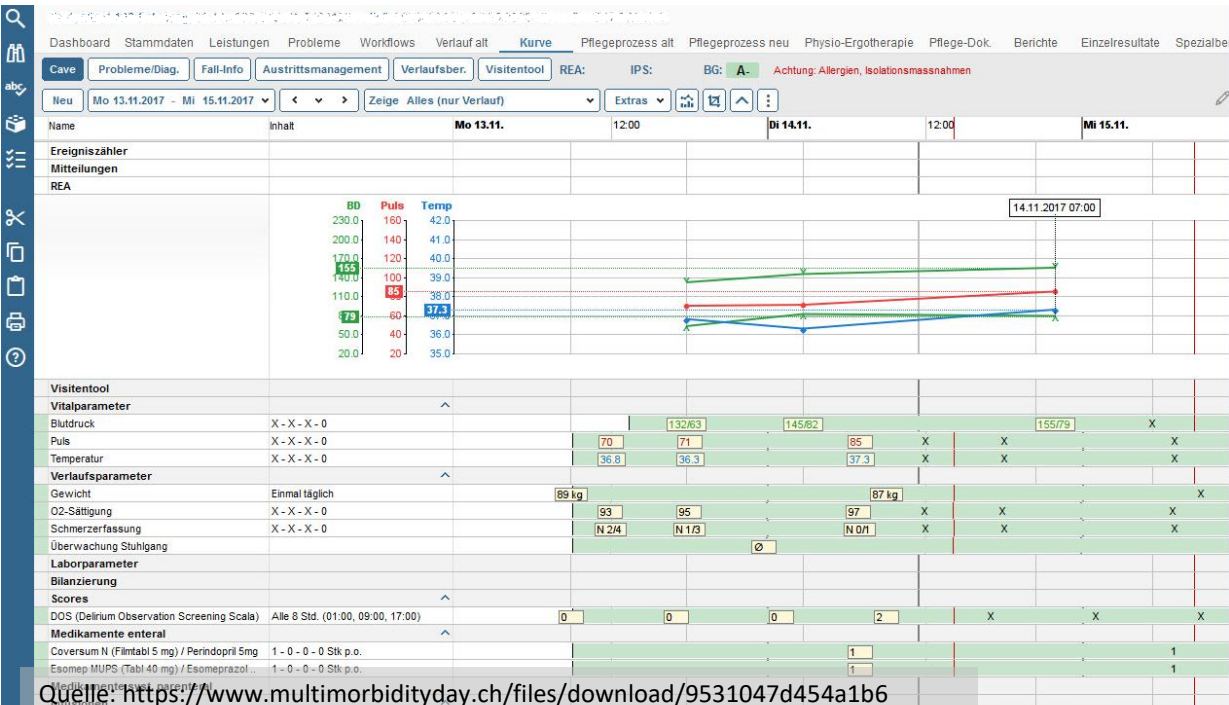 Dashboard Stammdaten Leistungen Probleme Workflows Verlauf alt Kurve Pflegeprozess alt Pflegeprozess neu Physio-Ergotherapie Pflege-Dok. Berichte Einzelresultate Spezialbe
Cave Probleme/Diag. Fall-Info Austrittsmanagement Verlaufsber. Visitentool REA: IPS: BG: A- Achtung: Allergien, Isolationsmassnahmen
Neu Mo 13.11.2017 - Mi 15.11.2017 Zeige Alles (nur Verlauf) Extras
Name Inhalt Mo 13.11. 12:00 Di 14.11. 12:00 Mi 15.11.
Ereigniszähler
Mitteilungen
REA
BD Puls Temp 14.11.2017 07:00
230.0 160 42.0
200.0 140 41.0
170.0 120 40.0
155
140.0 100 39.0
85
110.0 38.0
37.3
79 60
50.0 40 36.0
20.0 20 35.0
Visitentool
Vitalparameter
Blutdruck X - X - X - 0 132/63 145/82 155/79 X
Puls X - X - X - 0 70 71 85 X X X
Temperatur X - X - X - 0 36.8 36.3 37.3 X X X
Verlaufsparameter
Gewicht Einmal täglich 89 kg 87 kg X
O2-Sättigung X - X - X - 0 93 95 97 X X X
Schmerzerfassung X - X - X - 0 N 2/4 N 1/3 N 0/1 X X X
Überwachung Stuhlgang Ø
Laborparameter
Bilanzierung
Scores
DOS (Delirium Observation Screening Scala) Alle 8 Std. (01:00, 09:00, 17:00) 0 0 0 2 X X X
Medikamente enteral
Coversum N (Filmtabl 5 mg) / Perindopril 5mg 1 - 0 - 0 - 0 Stk p.o. 1 1
Esomep MUPS (Tabl 40 mg) / Esomeprazol .. 1 - 0 - 0 - 0 Stk p.o. 1 1
Medikamente syst. parenteral
Quelle: https://www.multimorbidityday.ch/files/download/9531047d454a1b6